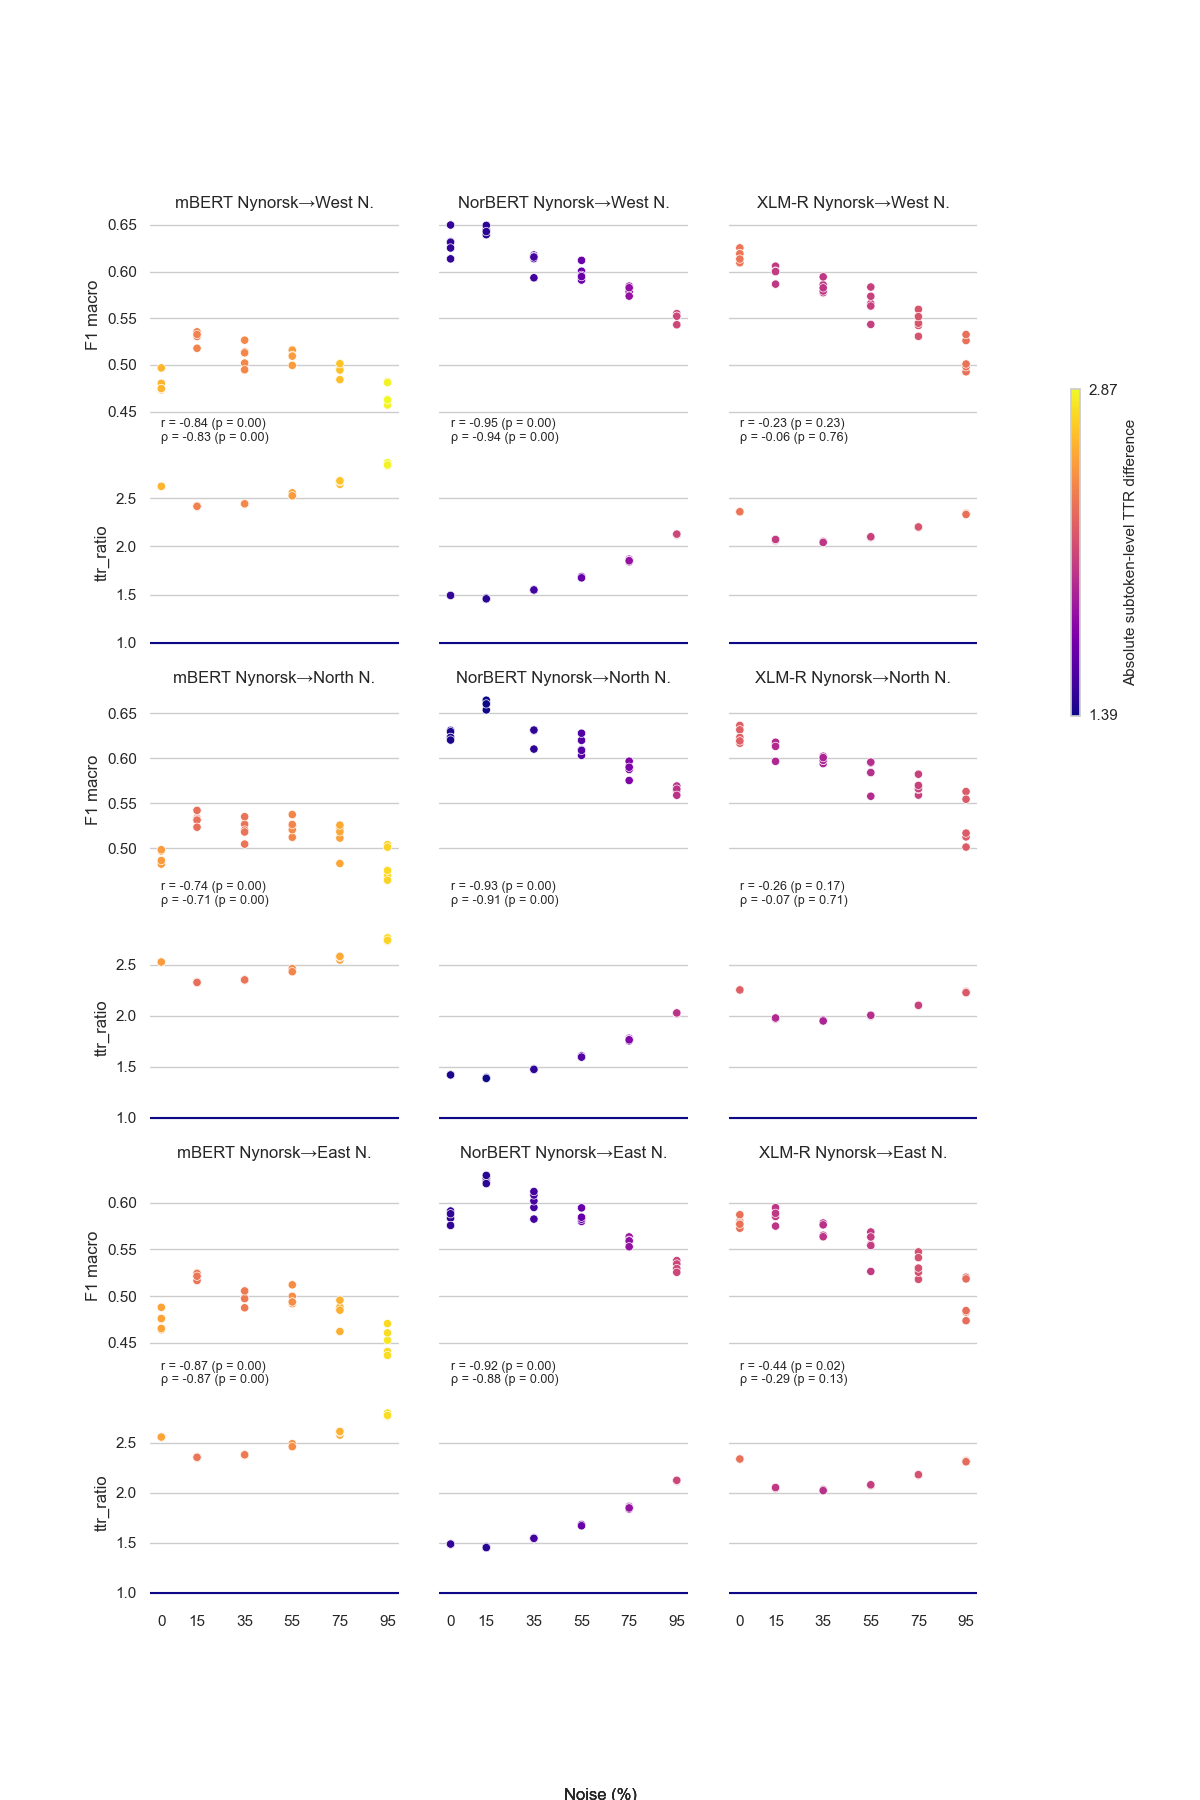 mBERT Nynorsk→West N.
NorBERT Nynorsk→West N.
XLM-R Nynorsk→West N.
0.65
0.60
0.55
0.50
0.45
F1 macro
r = -0.84 (p = 0.00)
ρ = -0.83 (p = 0.00)
r = -0.95 (p = 0.00)
ρ = -0.94 (p = 0.00)
r = -0.23 (p = 0.23)
ρ = -0.06 (p = 0.76)
2.5
2.0
1.5
1.0
ttr_ratio
2.87
Absolute subtoken-level TTR difference
1.39
mBERT Nynorsk→North N.
NorBERT Nynorsk→North N.
XLM-R Nynorsk→North N.
0.65
0.60
0.55
0.50
F1 macro
r = -0.74 (p = 0.00)
ρ = -0.71 (p = 0.00)
r = -0.93 (p = 0.00)
ρ = -0.91 (p = 0.00)
r = -0.26 (p = 0.17)
ρ = -0.07 (p = 0.71)
2.5
2.0
1.5
1.0
ttr_ratio
mBERT Nynorsk→East N.
NorBERT Nynorsk→East N.
XLM-R Nynorsk→East N.
0.60
0.55
0.50
0.45
F1 macro
r = -0.87 (p = 0.00)
ρ = -0.87 (p = 0.00)
r = -0.92 (p = 0.00)
ρ = -0.88 (p = 0.00)
r = -0.44 (p = 0.02)
ρ = -0.29 (p = 0.13)
2.5
2.0
1.5
1.0
ttr_ratio
0 15 35 55 75 95
0 15 35 55 75 95
0 15 35 55 75 95
Noise (%)